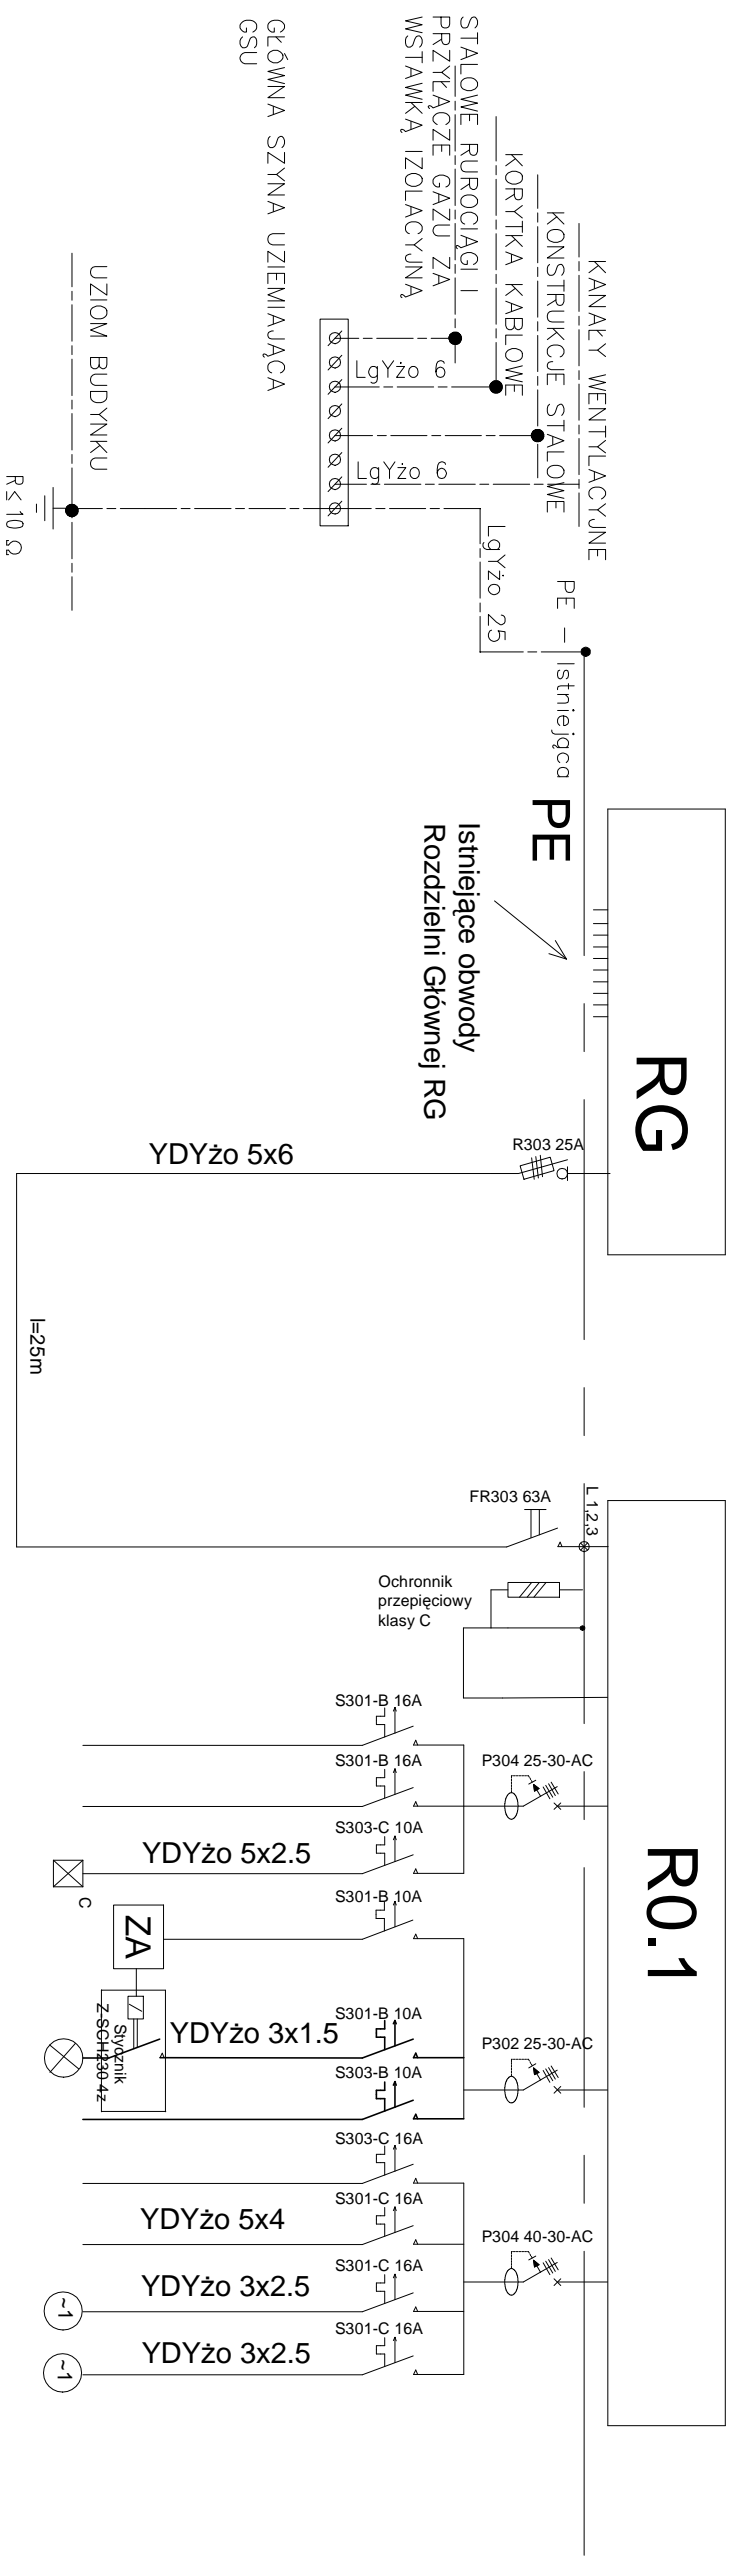 STALOWE RUROCIĄGI I
PRZYŁĄCZE GAZU ZA
WSTAWKĄ IZOLACYJNĄ
KORYTKA KABLOWE
KONSTRUKCJE STALOWE
KANAŁY WENTYLACYJNE
GŁÓWNA SZYNA UZIEMIAJĄCA
GSU
LgYżo 6
LgYżo 6
UZIOM BUDYNKU
R ≤ 10 Ω
LgYżo 25
PE – Istniejąca
PE
RG
Istniejące obwody
Rozdzielni Głównej RG
R303 25A
YDYżo 5x6
l=25m
FR303 63A
L 1,2,3
Ochronnik
przepięciowy
klasy C
R0.1
S301-B 16A
S301-B 16A
P304 25-30-AC
S303-C 10A
YDYżo 5x2.5
C
S301-B 10A
ZA
S301-B 10A
YDYżo 3x1.5
Stycznik
Z-SCH230-4z
P302 25-30-AC
S303-B 10A
S303-C 16A
S301-C 16A
YDYżo 5x4
P304 40-30-AC
S301-C 16A
YDYżo 3x2.5
~1
S301-C 16A
YDYżo 3x2.5
~1